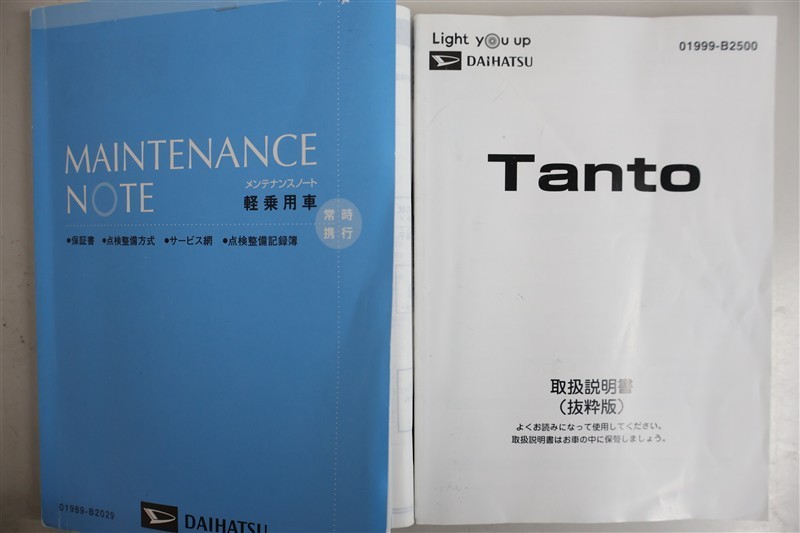 MAINTENANCE
NOTE
メンテナンスノート
軽乗用車
常時
携行
●保証書 ●点検整備方式 ●サービス網 ●点検整備記録簿
01989-B2029
DAIHATSU
Light you up
DAIHATSU
01999-B2500
Tanto
取扱説明書
（抜粋版）
よくお読みになって使用してください。
取扱説明書はお車の中に保管しましょう。